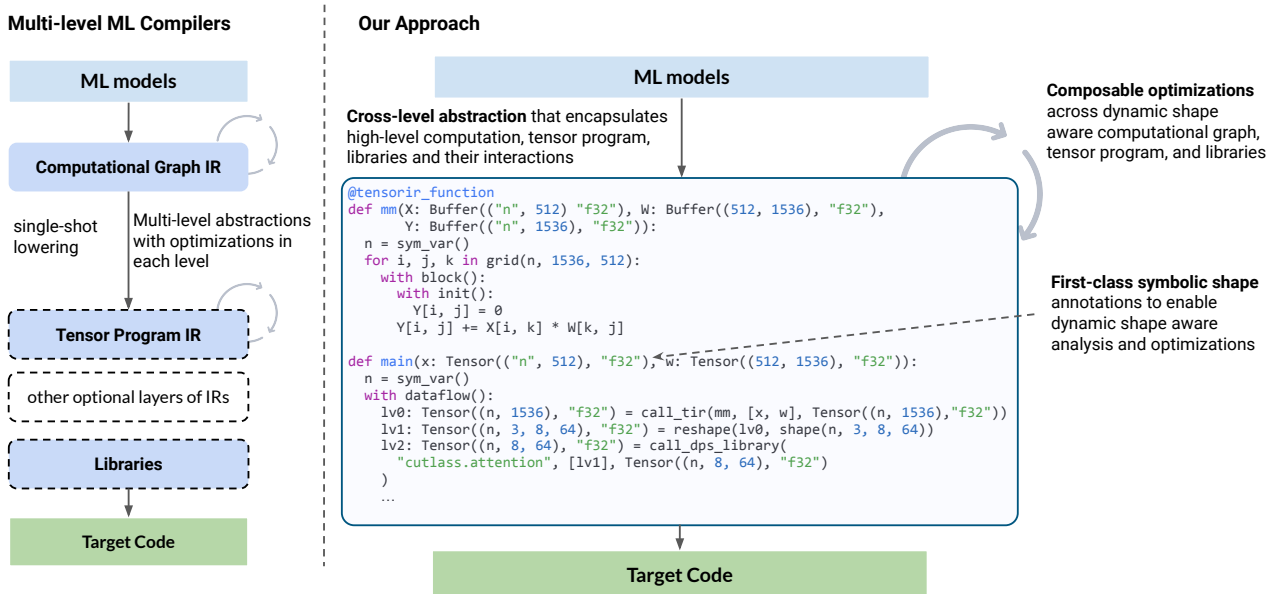 Multi-level ML Compilers
ML models
Computational Graph IR
single-shot
lowering
Multi-level abstractions
with optimizations in
each level
Tensor Program IR
other optional layers of IRs
Libraries
Target Code
Our Approach
ML models
Cross-level abstraction that encapsulates
high-level computation, tensor program,
libraries and their interactions
@tensorir_function
def mm(X: Buffer(("n", 512) "f32"), W: Buffer((512, 1536), "f32"),
       Y: Buffer(("n", 1536), "f32")):
  n = sym_var()
  for i, j, k in grid(n, 1536, 512):
    with block():
      with init():
        Y[i, j] = 0
      Y[i, j] += X[i, k] * W[k, j]
def main(x: Tensor(("n", 512), "f32"), w: Tensor((512, 1536), "f32")):
  n = sym_var()
  with dataflow():
    lv0: Tensor((n, 1536), "f32") = call_tir(mm, [x, w], Tensor((n, 1536),"f32"))
    lv1: Tensor((n, 3, 8, 64), "f32") = reshape(lv0, shape(n, 3, 8, 64))
    lv2: Tensor((n, 8, 64), "f32") = call_dps_library(
      "cutlass.attention", [lv1], Tensor((n, 8, 64), "f32")
    )
    …
Target Code
Composable optimizations
across dynamic shape
aware computational graph,
tensor program, and libraries
First-class symbolic shape
annotations to enable
dynamic shape aware
analysis and optimizations